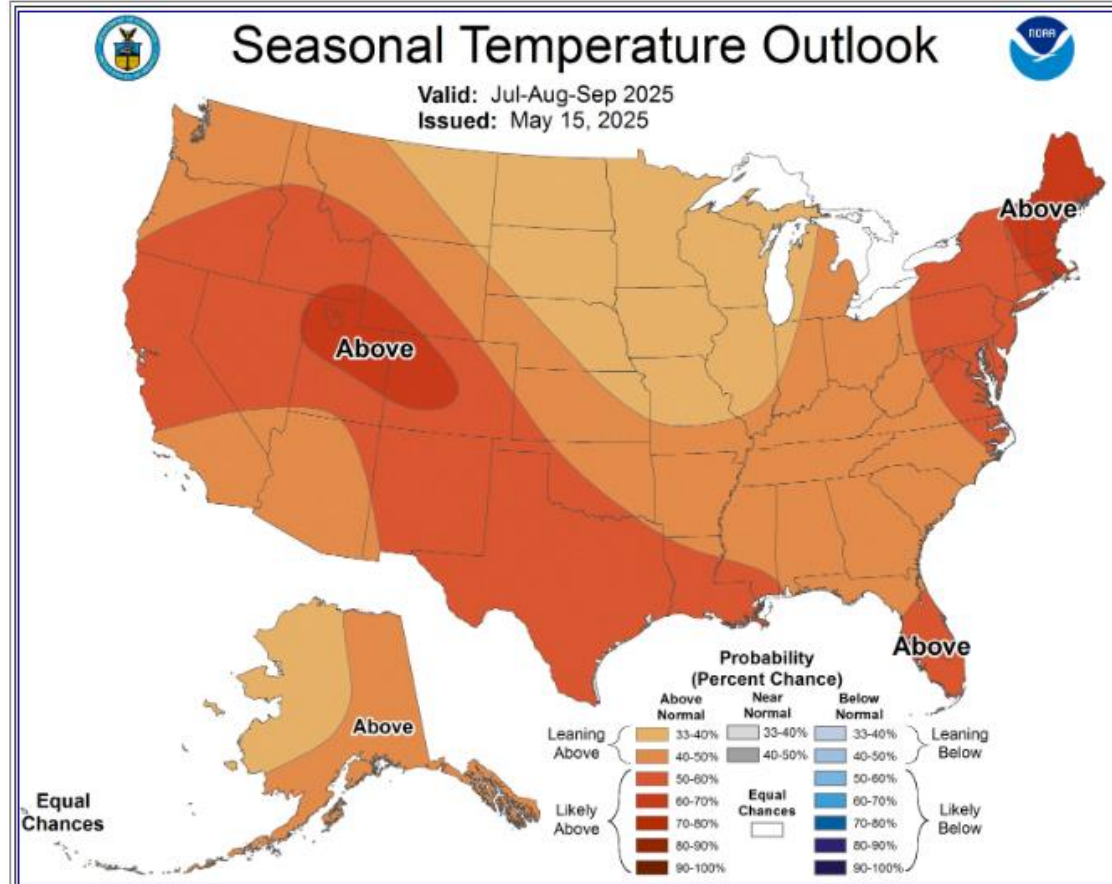 Seasonal Temperature Outlook
NOAA
Valid: Jul-Aug-Sep 2025
Issued: May 15, 2025
Above
Above
Above
Above
Equal
Chances
Probability
(Percent Chance)
Above
Normal
Near
Normal
Below
Normal
Leaning
Above
33-40%
33-40%
33-40%
Leaning
Below
40-50%
40-50%
40-50%
Likely
Above
50-60%
60-70%
70-80%
80-90%
90-100%
Equal
Chances
50-60%
60-70%
70-80%
80-90%
90-100%
Likely
Below